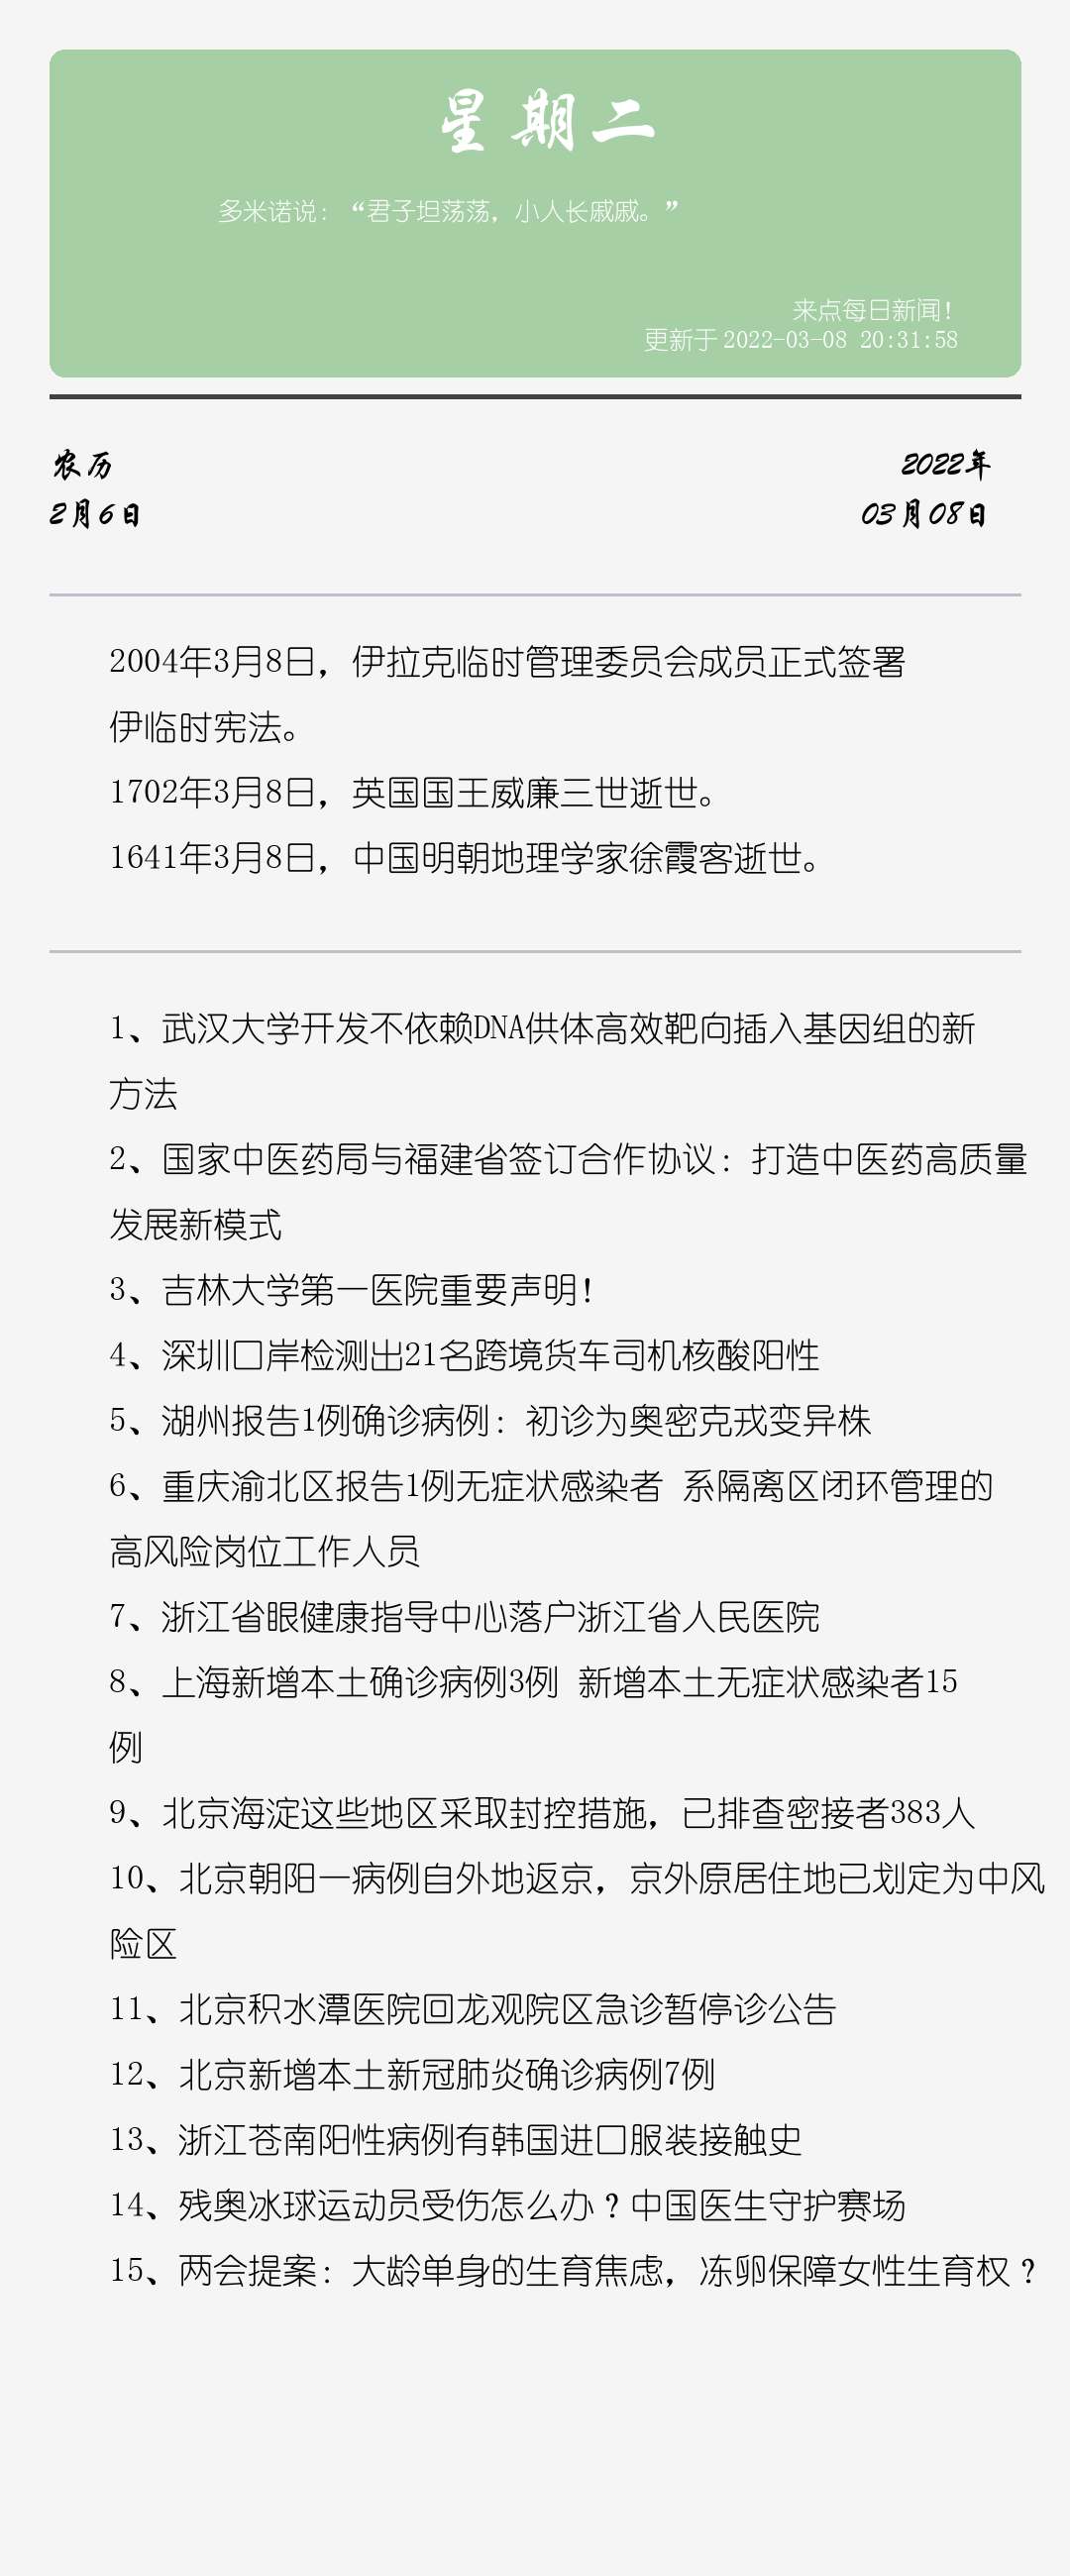 星期二
多米诺说：“君子坦荡荡，小人长戚戚。”
来点每日新闻！
更新于 2022-03-08 20:31:58
农历
2月6日
2022年
03月08日
2004年3月8日，伊拉克临时管理委员会成员正式签署
伊临时宪法。
1702年3月8日，英国国王威廉三世逝世。
1641年3月8日，中国明朝地理学家徐霞客逝世。
1、武汉大学开发不依赖DNA供体高效靶向插入基因组的新
方法
2、国家中医药局与福建省签订合作协议：打造中医药高质量
发展新模式
3、吉林大学第一医院重要声明！
4、深圳口岸检测出21名跨境货车司机核酸阳性
5、湖州报告1例确诊病例：初诊为奥密克戎变异株
6、重庆渝北区报告1例无症状感染者 系隔离区闭环管理的
高风险岗位工作人员
7、浙江省眼健康指导中心落户浙江省人民医院
8、上海新增本土确诊病例3例 新增本土无症状感染者15
例
9、北京海淀这些地区采取封控措施，已排查密接者383人
10、北京朝阳一病例自外地返京，京外原居住地已划定为中风
险区
11、北京积水潭医院回龙观院区急诊暂停诊公告
12、北京新增本土新冠肺炎确诊病例7例
13、浙江苍南阳性病例有韩国进口服装接触史
14、残奥冰球运动员受伤怎么办？中国医生守护赛场
15、两会提案：大龄单身的生育焦虑，冻卵保障女性生育权？